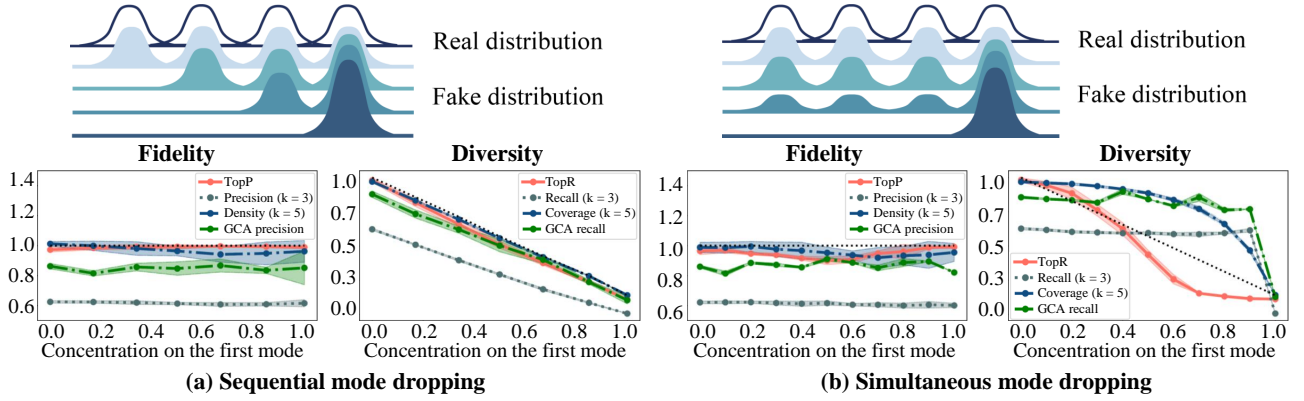 Real distribution
Fake distribution
Real distribution
Fake distribution
Fidelity
Diversity
Fidelity
Diversity
1.4
1.2
1.0
0.8
0.6
TopP
Precision (k = 3)
Density (k = 5)
GCA precision
0.0 0.2 0.4 0.6 0.8 1.0
Concentration on the first mode
1.0
0.7
0.5
0.3
0.0
TopR
Recall (k = 3)
Coverage (k = 5)
GCA recall
0.0 0.2 0.4 0.6 0.8 1.0
Concentration on the first mode
(a) Sequential mode dropping
1.4
1.2
1.0
0.8
0.6
TopP
Precision (k = 3)
Density (k = 5)
GCA precision
0.0 0.2 0.4 0.6 0.8 1.0
Concentration on the first mode
1.0
0.7
0.5
0.3
0.0
TopR
Recall (k = 3)
Coverage (k = 5)
GCA recall
0.0 0.2 0.4 0.6 0.8 1.0
Concentration on the first mode
(b) Simultaneous mode dropping